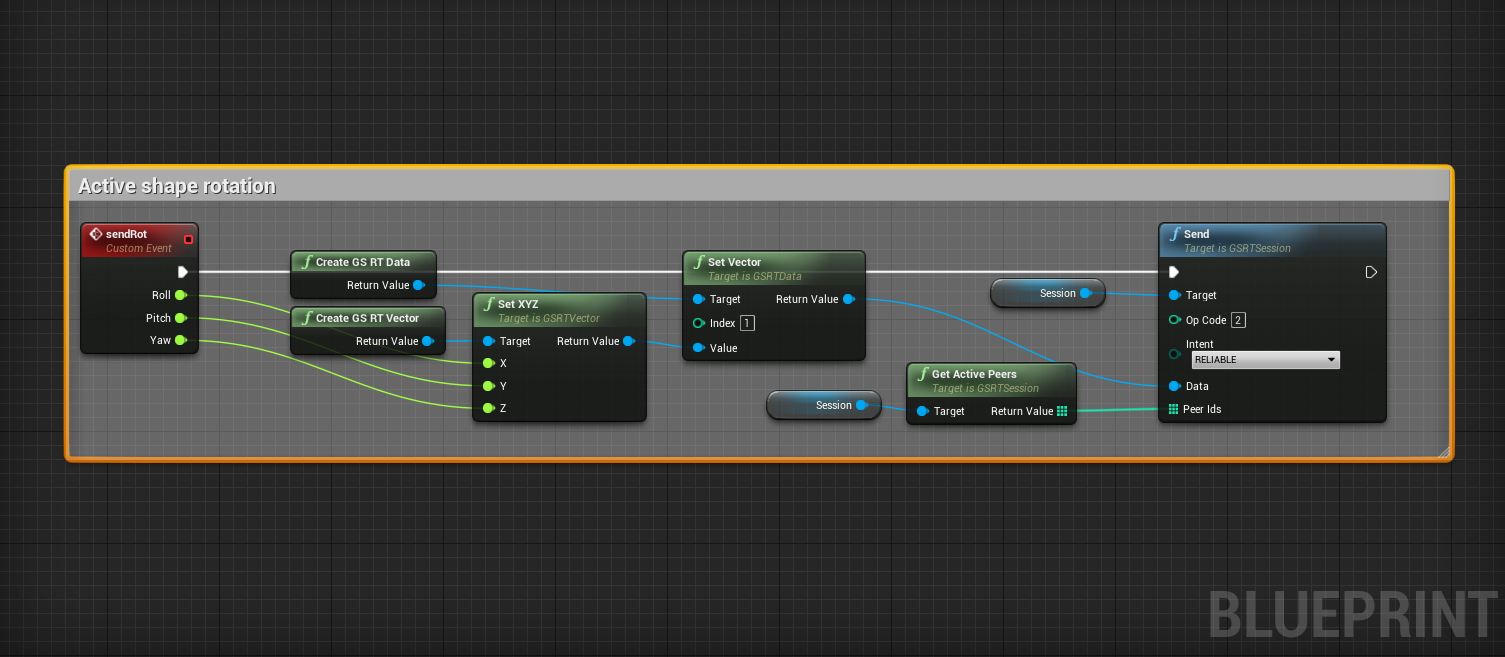 Active shape rotation
sendRot
Custom Event
Roll
Pitch
Yaw
Create GS RT Data
Return Value
Create GS RT Vector
Return Value
Set XYZ
Target is GSRTVector
Target Return Value
X
Y
Z
Set Vector
Target is GSRTData
Target Return Value
Index 1
Value
Session
Get Active Peers
Target is GSRTSession
Target Return Value
Session
Send
Target is GSRTSession
Target
Op Code 2
Intent
RELIABLE
Data
Peer Ids
BLUEPRINT